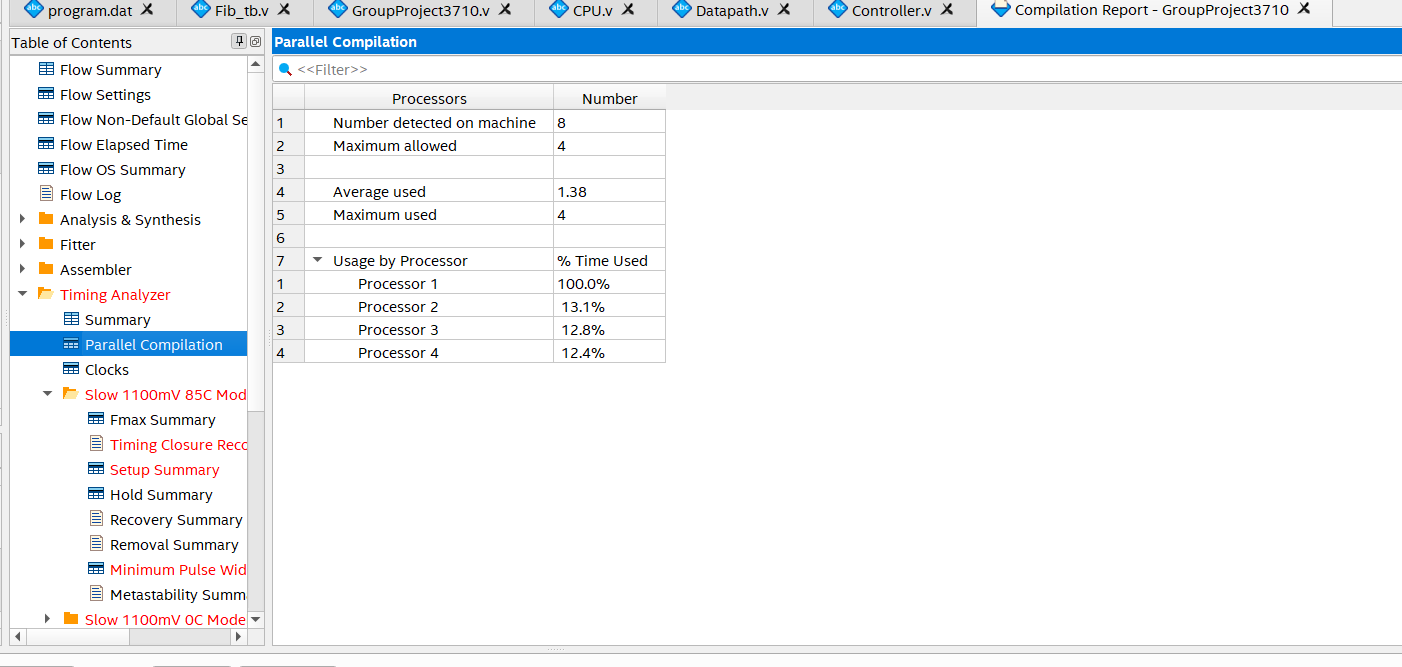 program.dat
Fib_tb.v
GroupProject3710.v
CPU.v
Datapath.v
Controller.v
Compilation Report - GroupProject3710
Table of Contents
Flow Summary
Flow Settings
Flow Non-Default Global Se
Flow Elapsed Time
Flow OS Summary
Flow Log
Analysis & Synthesis
Fitter
Assembler
Timing Analyzer
Summary
Parallel Compilation
Clocks
Slow 1100mV 85C Mod
Fmax Summary
Timing Closure Reco
Setup Summary
Hold Summary
Recovery Summary
Removal Summary
Minimum Pulse Wid
Metastability Summ
Slow 1100mV 0C Mode
Parallel Compilation
<<Filter>>
Processors Number
1 Number detected on machine 8
2 Maximum allowed 4
3
4 Average used 1.38
5 Maximum used 4
6
7 Usage by Processor % Time Used
1 Processor 1 100.0%
2 Processor 2 13.1%
3 Processor 3 12.8%
4 Processor 4 12.4%